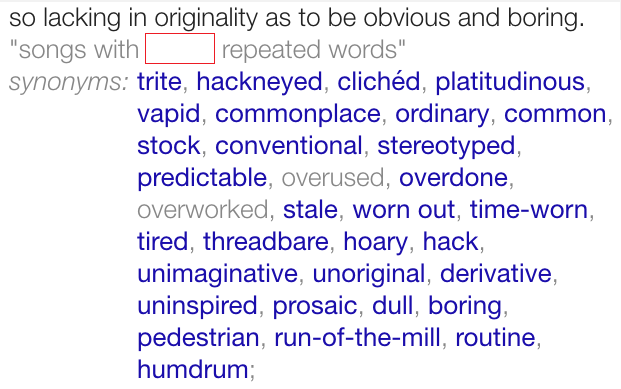 so lacking in originality as to be obvious and boring.
"songs with repeated words"
synonyms: trite, hackneyed, clichéd, platitudinous,
vapid, commonplace, ordinary, common,
stock, conventional, stereotyped,
predictable, overused, overdone,
overworked, stale, worn out, time-worn,
tired, threadbare, hoary, hack,
unimaginative, unoriginal, derivative,
uninspired, prosaic, dull, boring,
pedestrian, run-of-the-mill, routine,
humdrum;